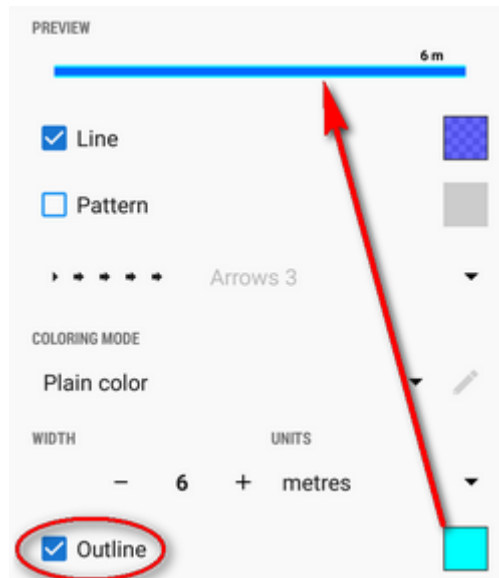 PREVIEW
6 m
Line
Pattern
Arrows 3
COLORING MODE
Plain color
WIDTH UNITS
− 6 + metres
Outline